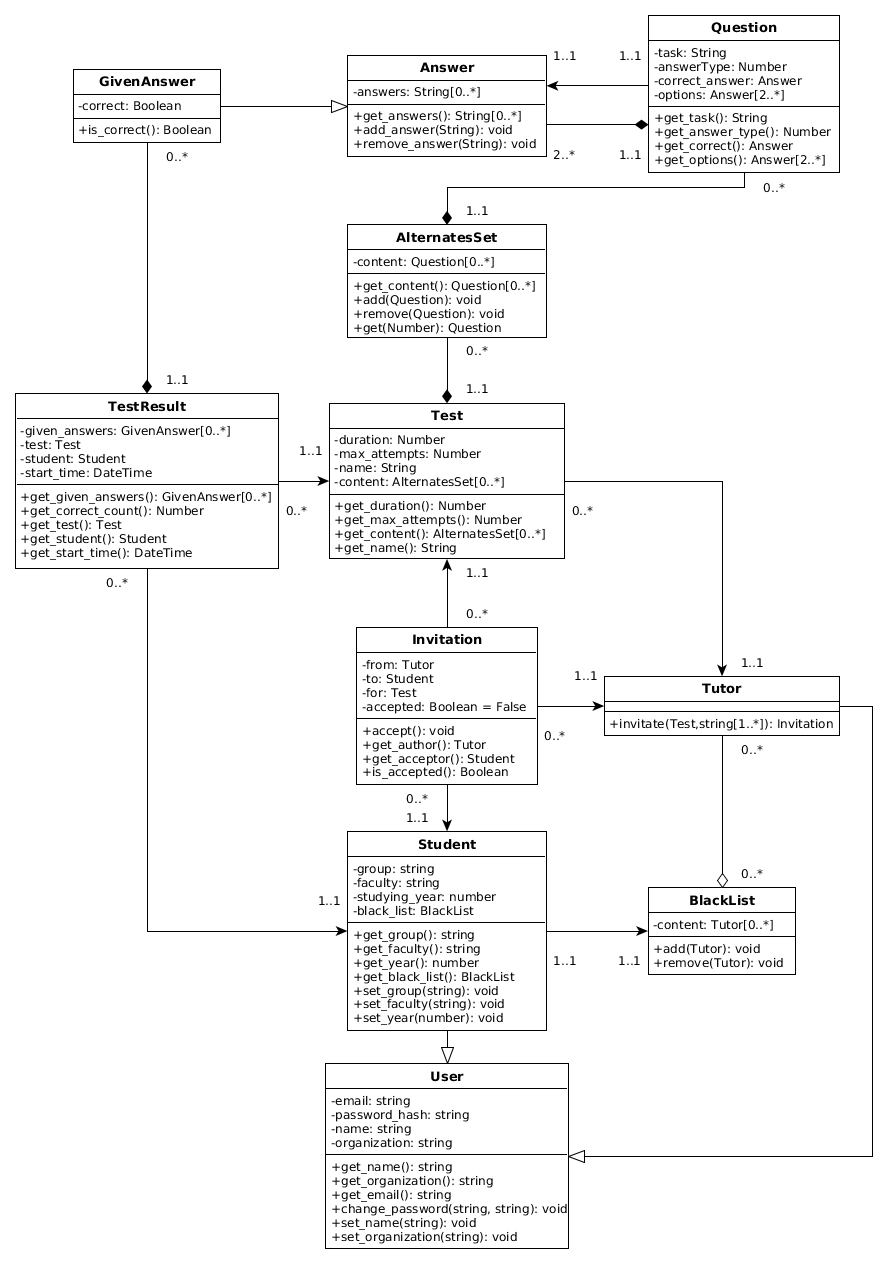 Question
-task: String
-answerType: Number
-correct_answer: Answer
-options: Answer[2..*]
+get_task(): String
+get_answer_type(): Number
+get_correct(): Answer
+get_options(): Answer[2..*]
1..1
1..1
Answer
-answers: String[0..*]
+get_answers(): String[0..*]
+add_answer(String): void
+remove_answer(String): void
GivenAnswer
-correct: Boolean
+is_correct(): Boolean
0..*
2..*
1..1
0..*
1..1
AlternatesSet
-content: Question[0..*]
+get_content(): Question[0..*]
+add(Question): void
+remove(Question): void
+get(Number): Question
0..*
1..1
1..1
TestResult
-given_answers: GivenAnswer[0..*]
-test: Test
-student: Student
-start_time: DateTime
+get_given_answers(): GivenAnswer[0..*]
+get_correct_count(): Number
+get_test(): Test
+get_student(): Student
+get_start_time(): DateTime
1..1
0..*
Test
-duration: Number
-max_attempts: Number
-name: String
-content: AlternatesSet[0..*]
+get_duration(): Number
+get_max_attempts(): Number
+get_content(): AlternatesSet[0..*]
+get_name(): String
0..*
0..*
1..1
0..*
Invitation
-from: Tutor
-to: Student
-for: Test
-accepted: Boolean = False
+accept(): void
+get_author(): Tutor
+get_acceptor(): Student
+is_accepted(): Boolean
1..1
0..*
1..1
Tutor
+invitate(Test,string[1..*]): Invitation
0..*
0..*
1..1
0..*
Student
-group: string
-faculty: string
-studying_year: number
-black_list: BlackList
+get_group(): string
+get_faculty(): string
+get_year(): number
+get_black_list(): BlackList
+set_group(string): void
+set_faculty(string): void
+set_year(number): void
1..1
1..1
1..1
BlackList
-content: Tutor[0..*]
+add(Tutor): void
+remove(Tutor): void
User
-email: string
-password_hash: string
-name: string
-organization: string
+get_name(): string
+get_organization(): string
+get_email(): string
+change_password(string, string): void
+set_name(string): void
+set_organization(string): void